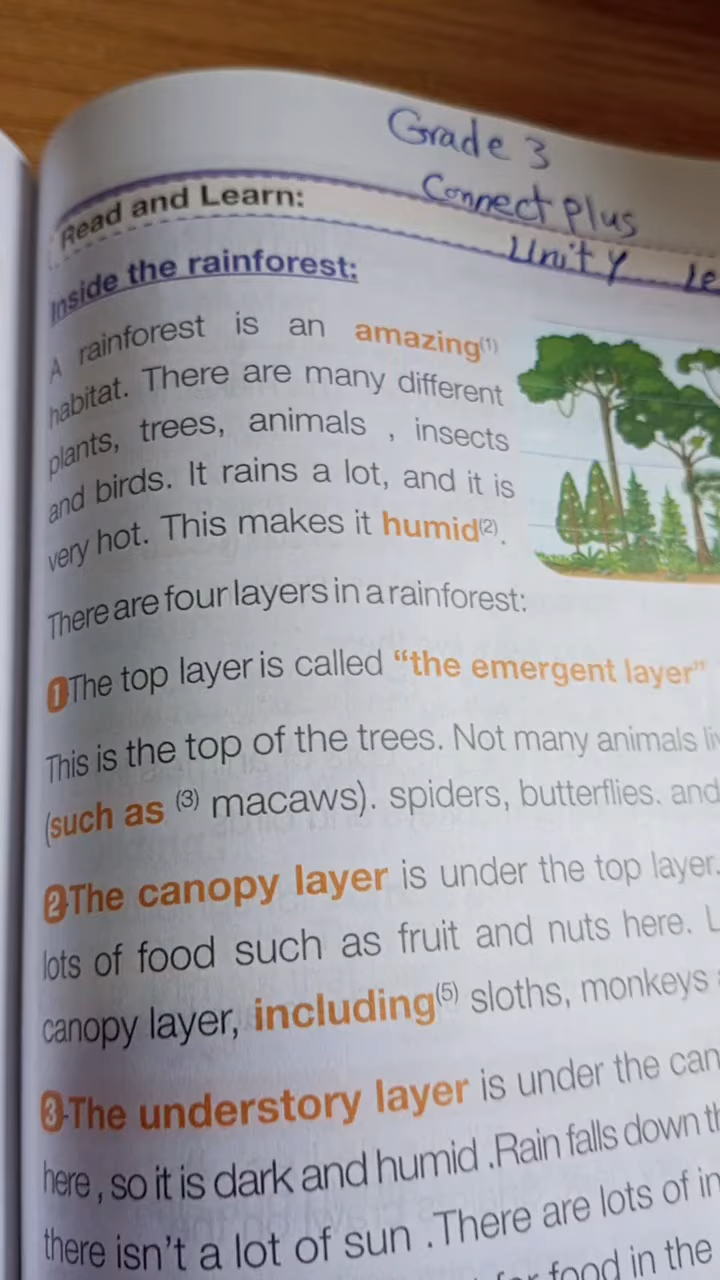 Grade 3
Connect plus
Unity
Read and Learn:
Inside the rainforest:
A rainforest is an amazing(1)
habitat. There are many different
plants, trees, animals , insects
and birds. It rains a lot, and it is
very hot. This makes it humid(2).
There are four layers in a rainforest:
1 The top layer is called “the emergent layer”
This is the top of the trees. Not many animals
(such as (3) macaws). spiders, butterflies. and
2 The canopy layer is under the top layer.
lots of food such as fruit and nuts here.
canopy layer, including(5) sloths, monkeys
3-The understory layer is under the
here , so it is dark and humid .Rain falls down
there isn't a lot of sun .There are lots of
food in the